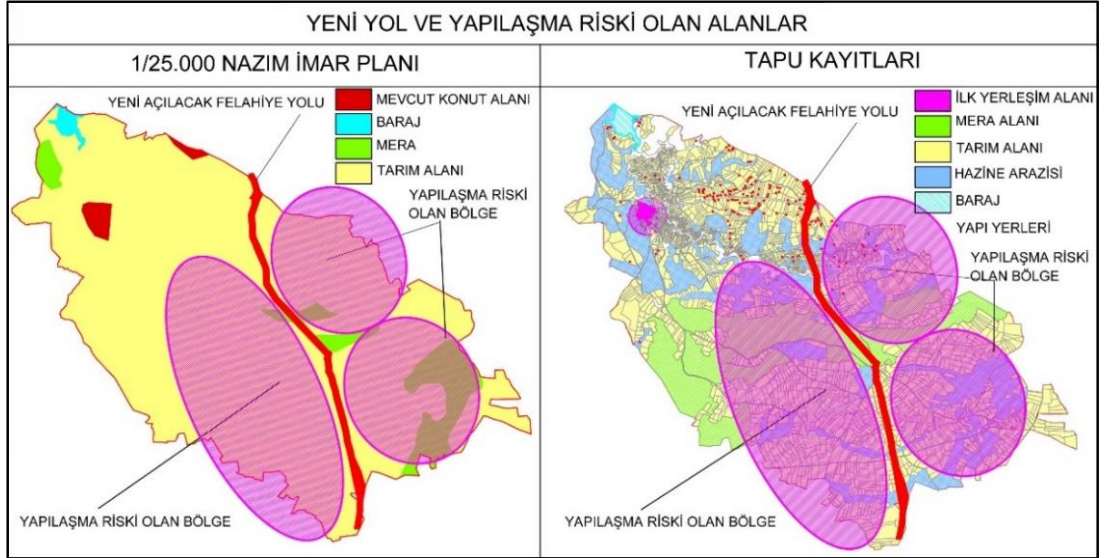 YENİ YOL VE YAPILAŞMA RİSKİ OLAN ALANLAR
1/25.000 NAZIM İMAR PLANI
YENİ AÇILACAK FELAHİYE YOLU
MEVCUT KONUT ALANI
BARAJ
MERA
TARIM ALANI
YAPILAŞMA RİSKİ
OLAN BÖLGE
YAPILAŞMA RİSKİ OLAN BÖLGE
TAPU KAYITLARI
YENİ AÇILACAK FELAHİYE YOLU
İLK YERLEŞİM ALANI
MERA ALANI
TARIM ALANI
HAZİNE ARAZİSİ
BARAJ
YAPI YERLERİ
YAPILAŞMA RİSKİ
OLAN BÖLGE
YAPILAŞMA RİSKİ OLAN BÖLGE